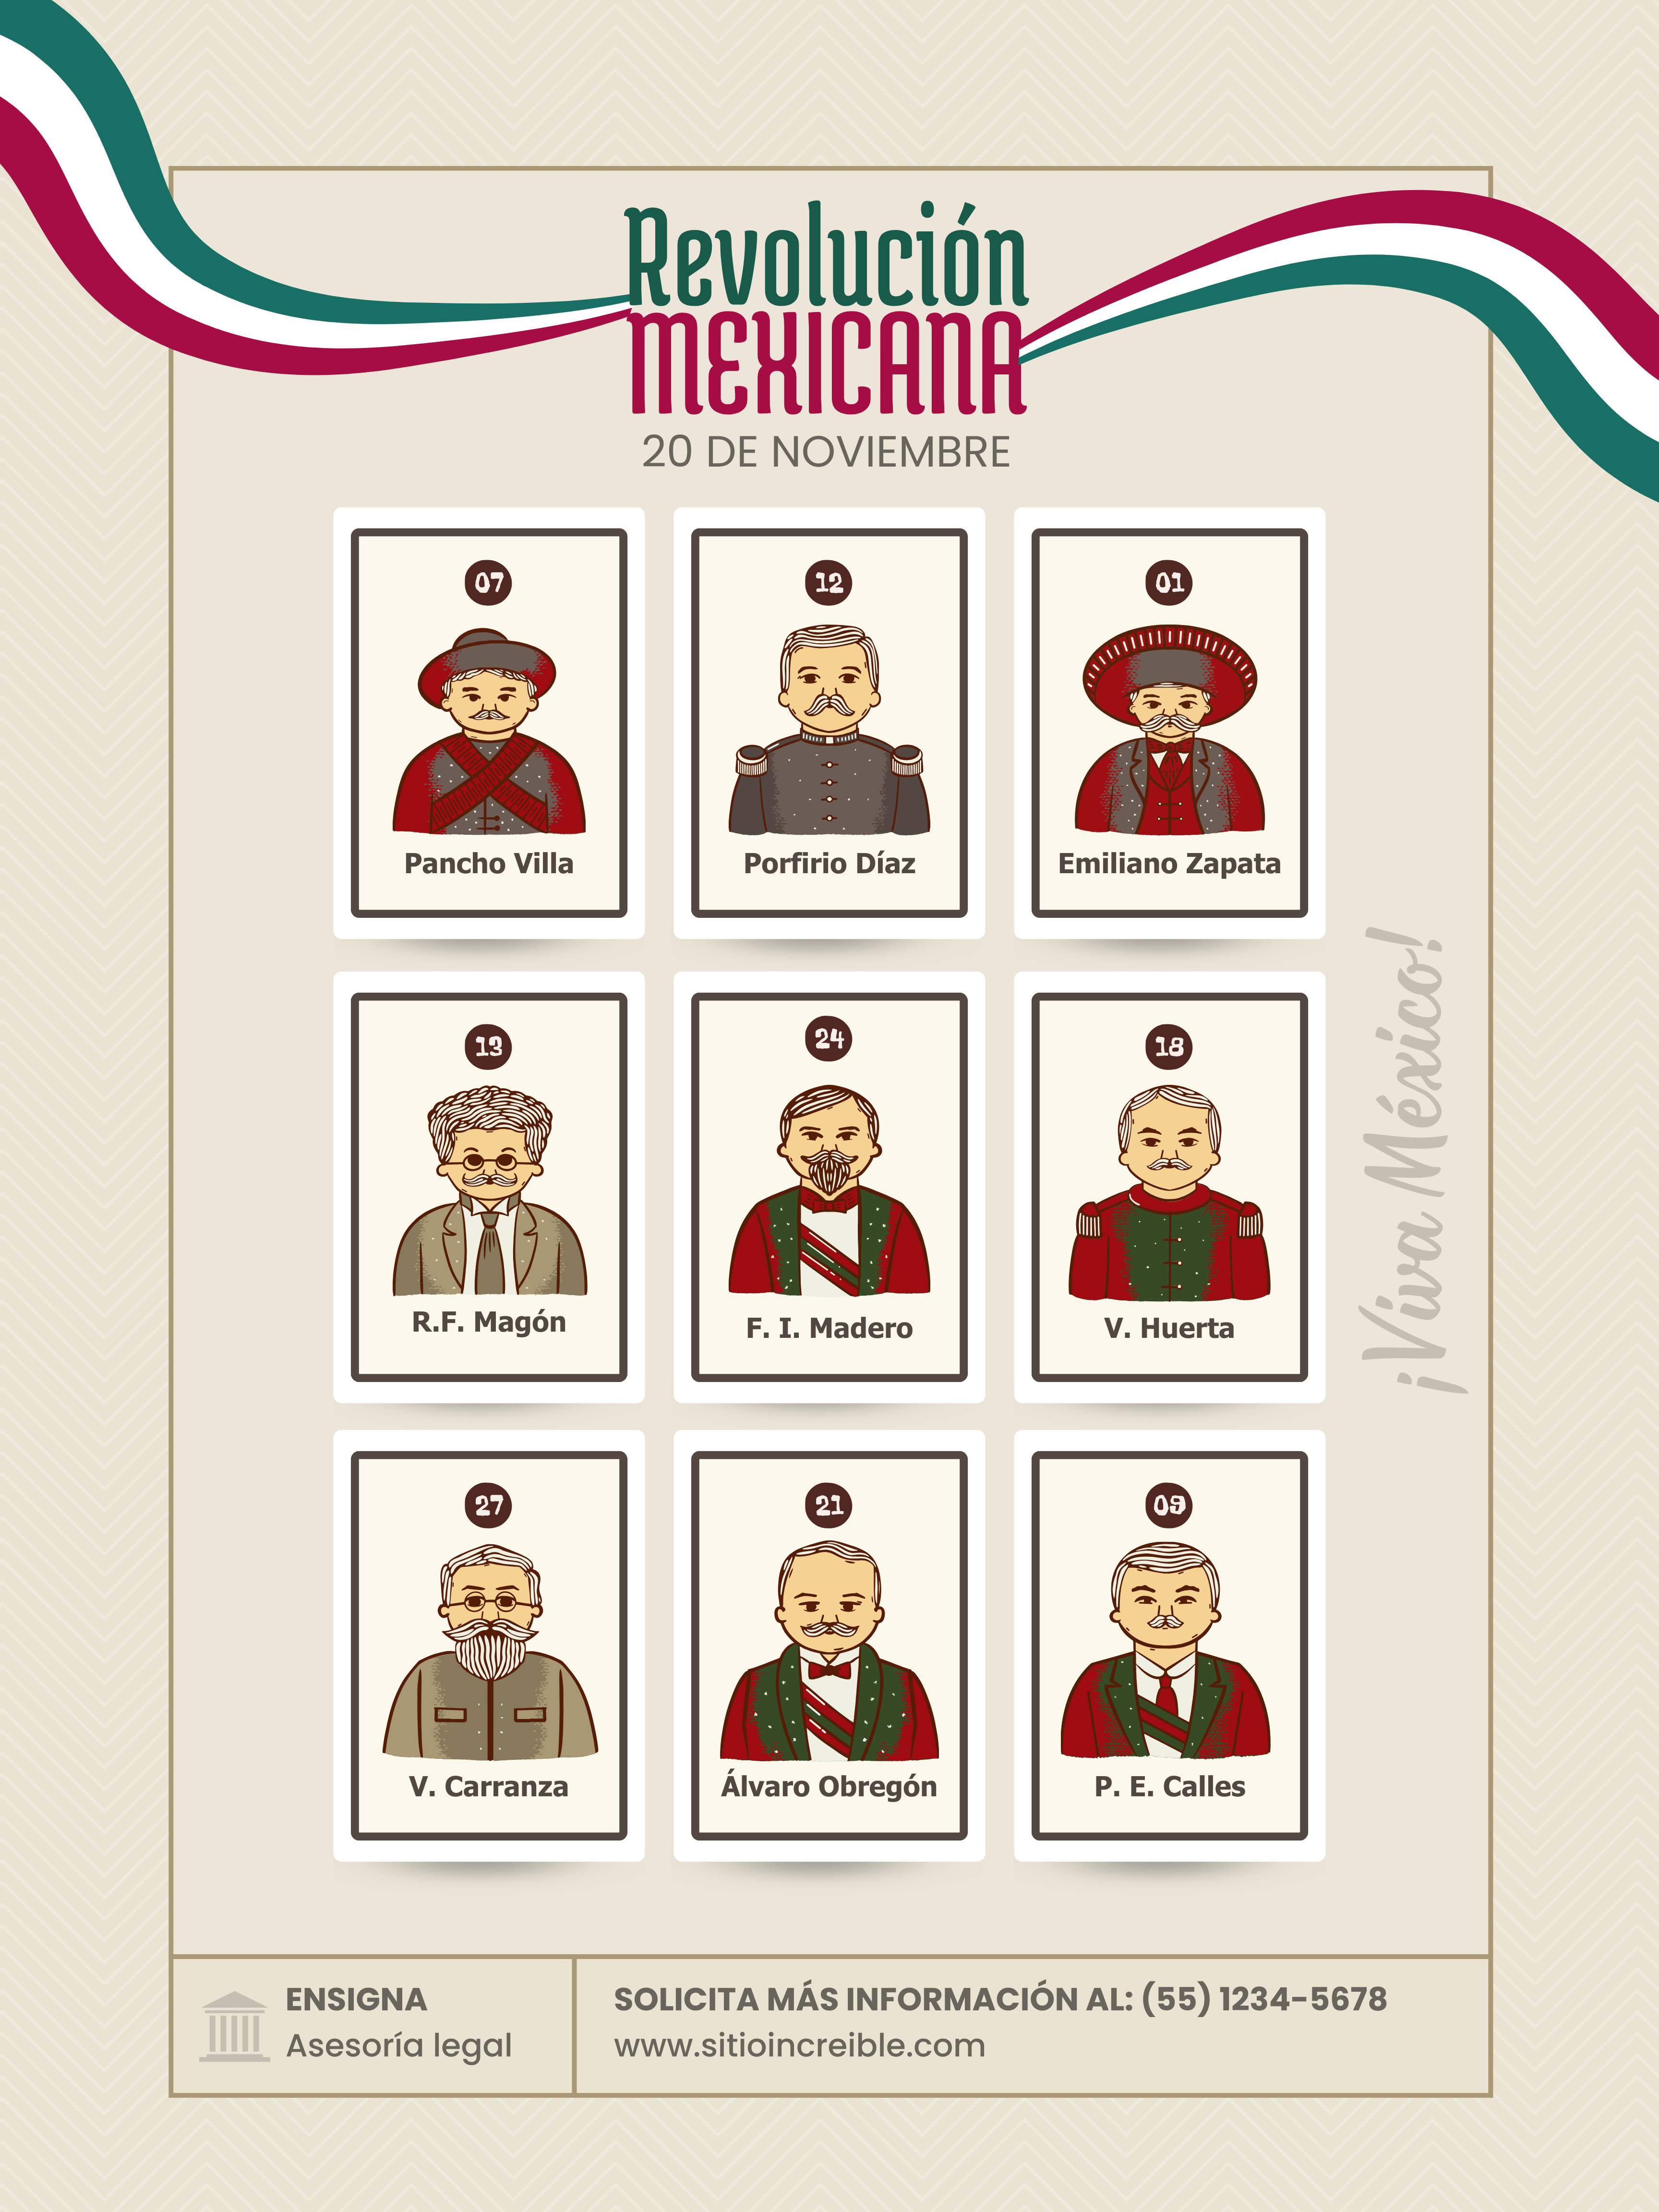 Revolución
MEXICANA
20 DE NOVIEMBRE
07
Pancho Villa
12
Porfirio Díaz
01
Emiliano Zapata
13
R.F. Magón
24
F. I. Madero
18
V. Huerta
¡Viva México!
27
V. Carranza
21
Álvaro Obregón
09
P. E. Calles
ENSIGNA
Asesoría legal
SOLICITA MÁS INFORMACIÓN AL: (55) 1234-5678
www.sitioincreible.com